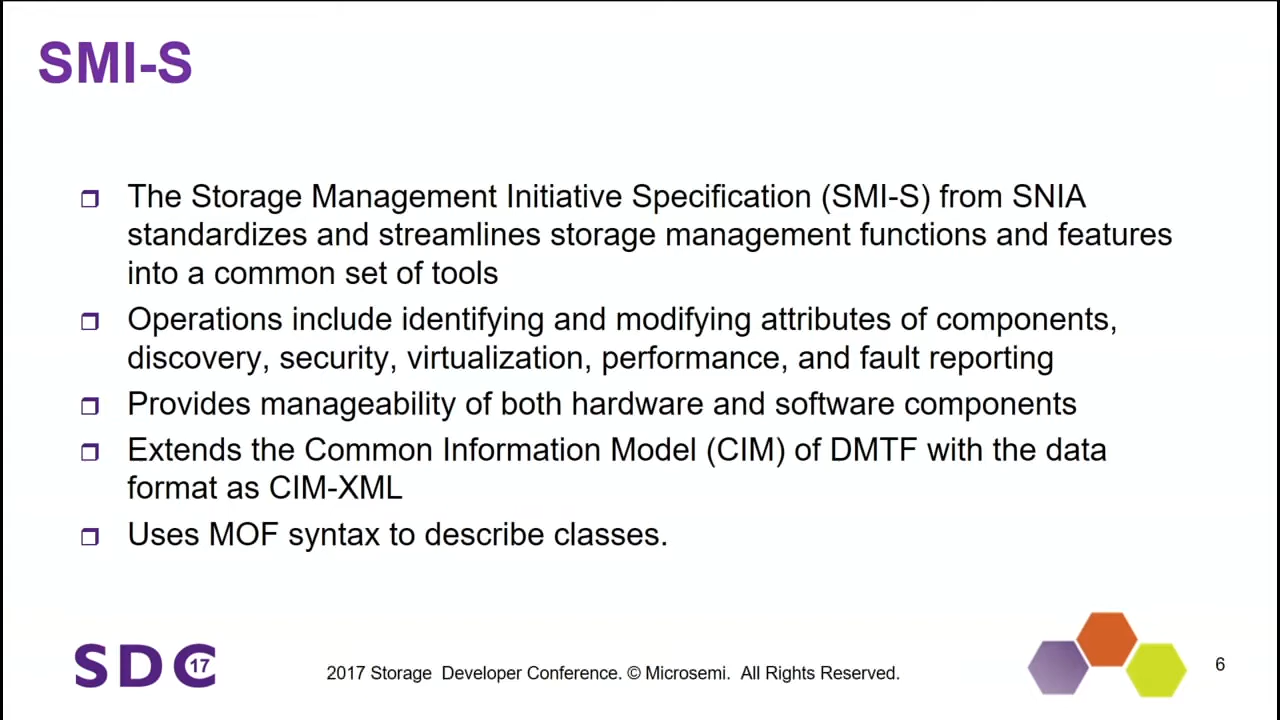 SMI-S
The Storage Management Initiative Specification (SMI-S) from SNIA
standardizes and streamlines storage management functions and features
into a common set of tools
Operations include identifying and modifying attributes of components,
discovery, security, virtualization, performance, and fault reporting
Provides manageability of both hardware and software components
Extends the Common Information Model (CIM) of DMTF with the data
format as CIM-XML
Uses MOF syntax to describe classes.
SDC 17
2017 Storage Developer Conference. © Microsemi. All Rights Reserved.
6